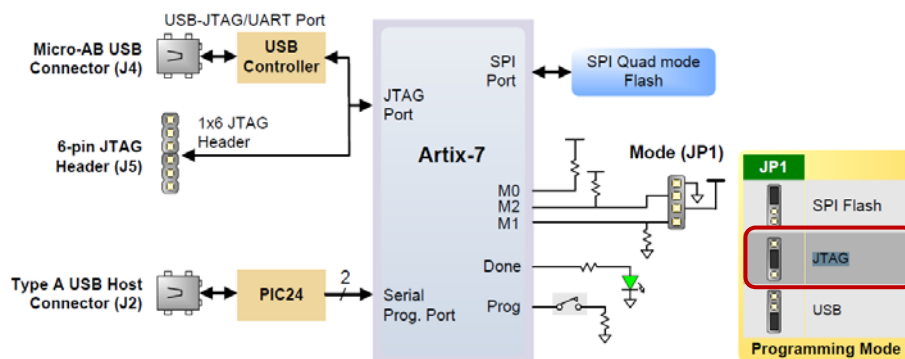 USB-JTAG/UART Port
Micro-AB USB
Connector (J4)
USB
Controller
1x6 JTAG
Header
6-pin JTAG
Header (J5)
Type A USB Host
Connector (J2)
PIC24
2
JTAG
Port
Serial
Prog. Port
Artix-7
SPI
Port
M0
M2
M1
Done
Prog
SPI Quad mode
Flash
Mode (JP1)
JP1
SPI Flash
JTAG
USB
Programming Mode